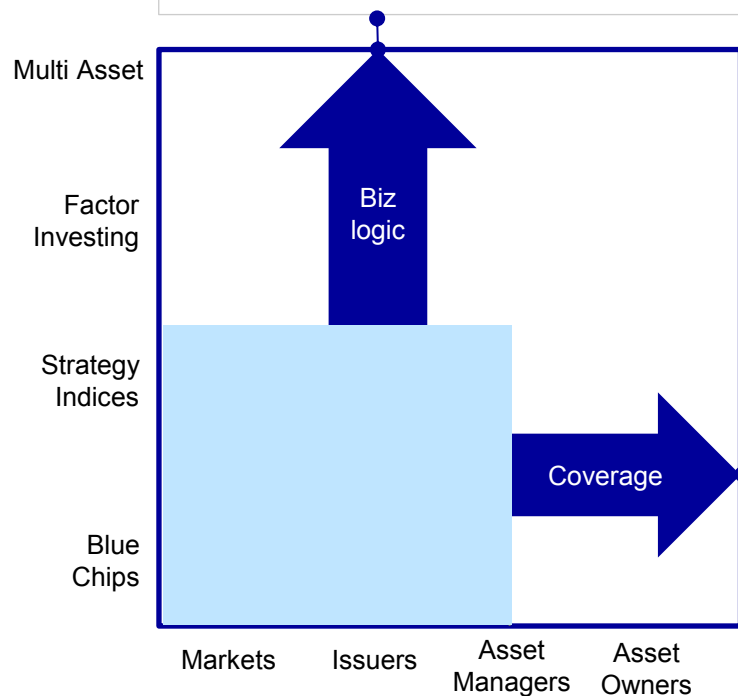 Multi Asset
Factor
Investing
Biz
logic
Strategy
Indices
Coverage
Blue
Chips
Markets
Issuers
Asset
Managers
Asset
Owners